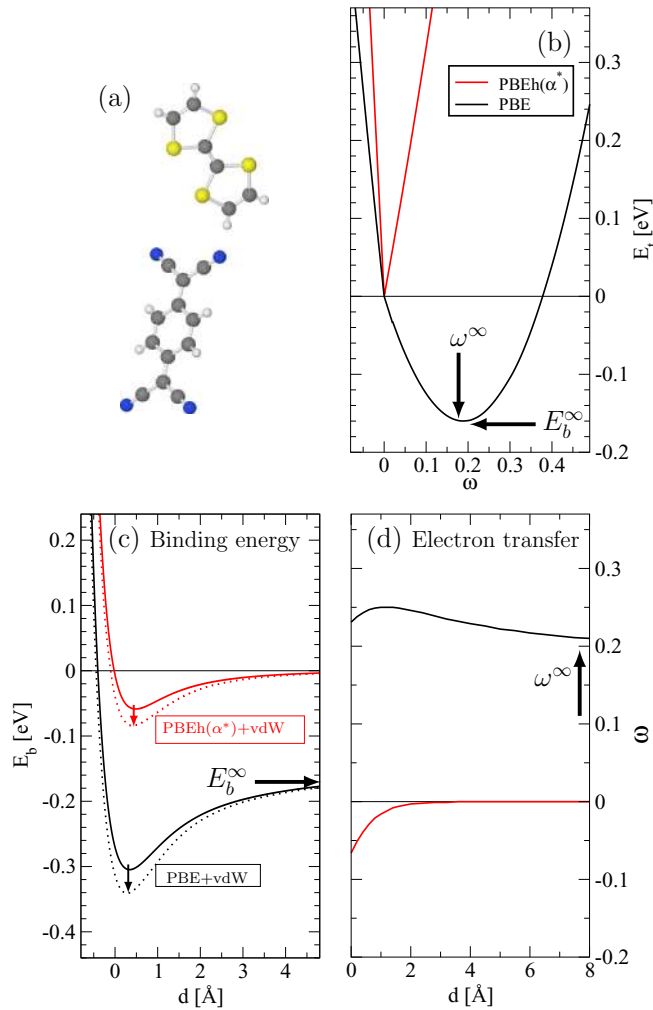 (a)
(b)
PBEh(α*)
PBE
0.3
0.2
0.1
0
-0.1
-0.2
E [eV]
ω∞
E_b∞
0 0.1 0.2 0.3 0.4
ω
(c) Binding energy
0.2
0.1
0
-0.1
-0.2
-0.3
-0.4
E_b [eV]
PBEh(α*)+vdW
E_b∞
PBE+vdW
0 1 2 3 4
d [Å]
(d) Electron transfer
0.3
0.2
0.1
0
-0.1
-0.2
ω
ω∞
0 2 4 6 8
d [Å]